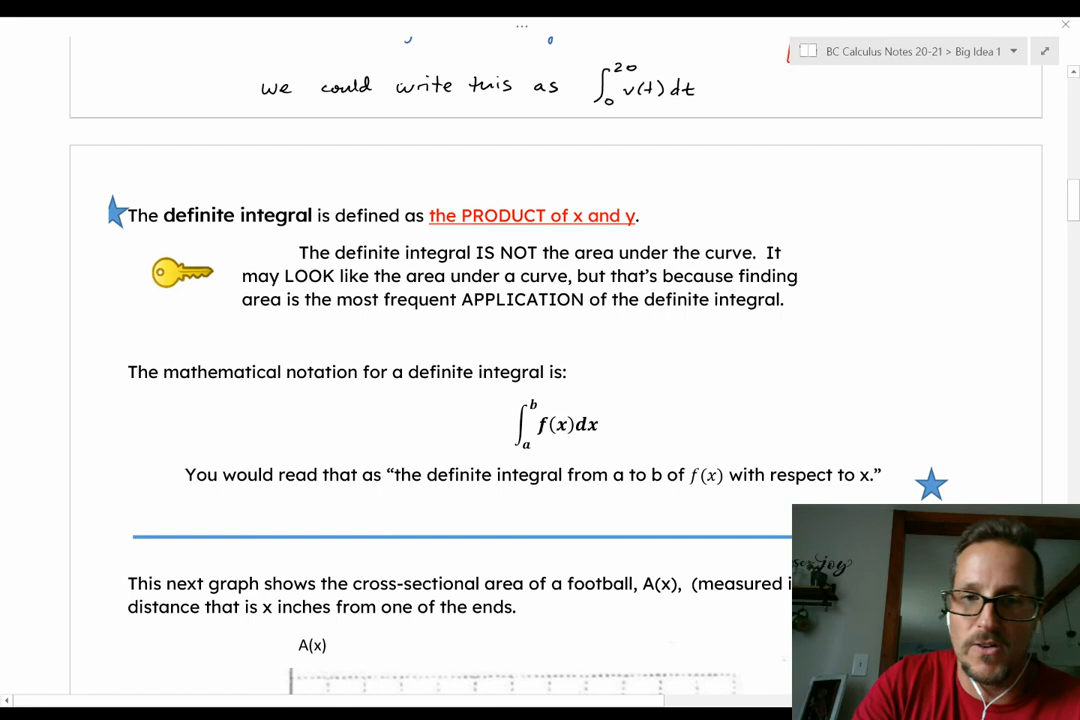 BC Calculus Notes 20-21 > Big Idea 1
we could write this as ∫₀²⁰ v(t) dt
The definite integral is defined as the PRODUCT of x and y.
The definite integral IS NOT the area under the curve. It
may LOOK like the area under a curve, but that's because finding
area is the most frequent APPLICATION of the definite integral.
The mathematical notation for a definite integral is:
∫ₐᵇ f(x)dx
You would read that as “the definite integral from a to b of f(x) with respect to x.”
This next graph shows the cross-sectional area of a football, A(x), (measured i
distance that is x inches from one of the ends.
A(x)